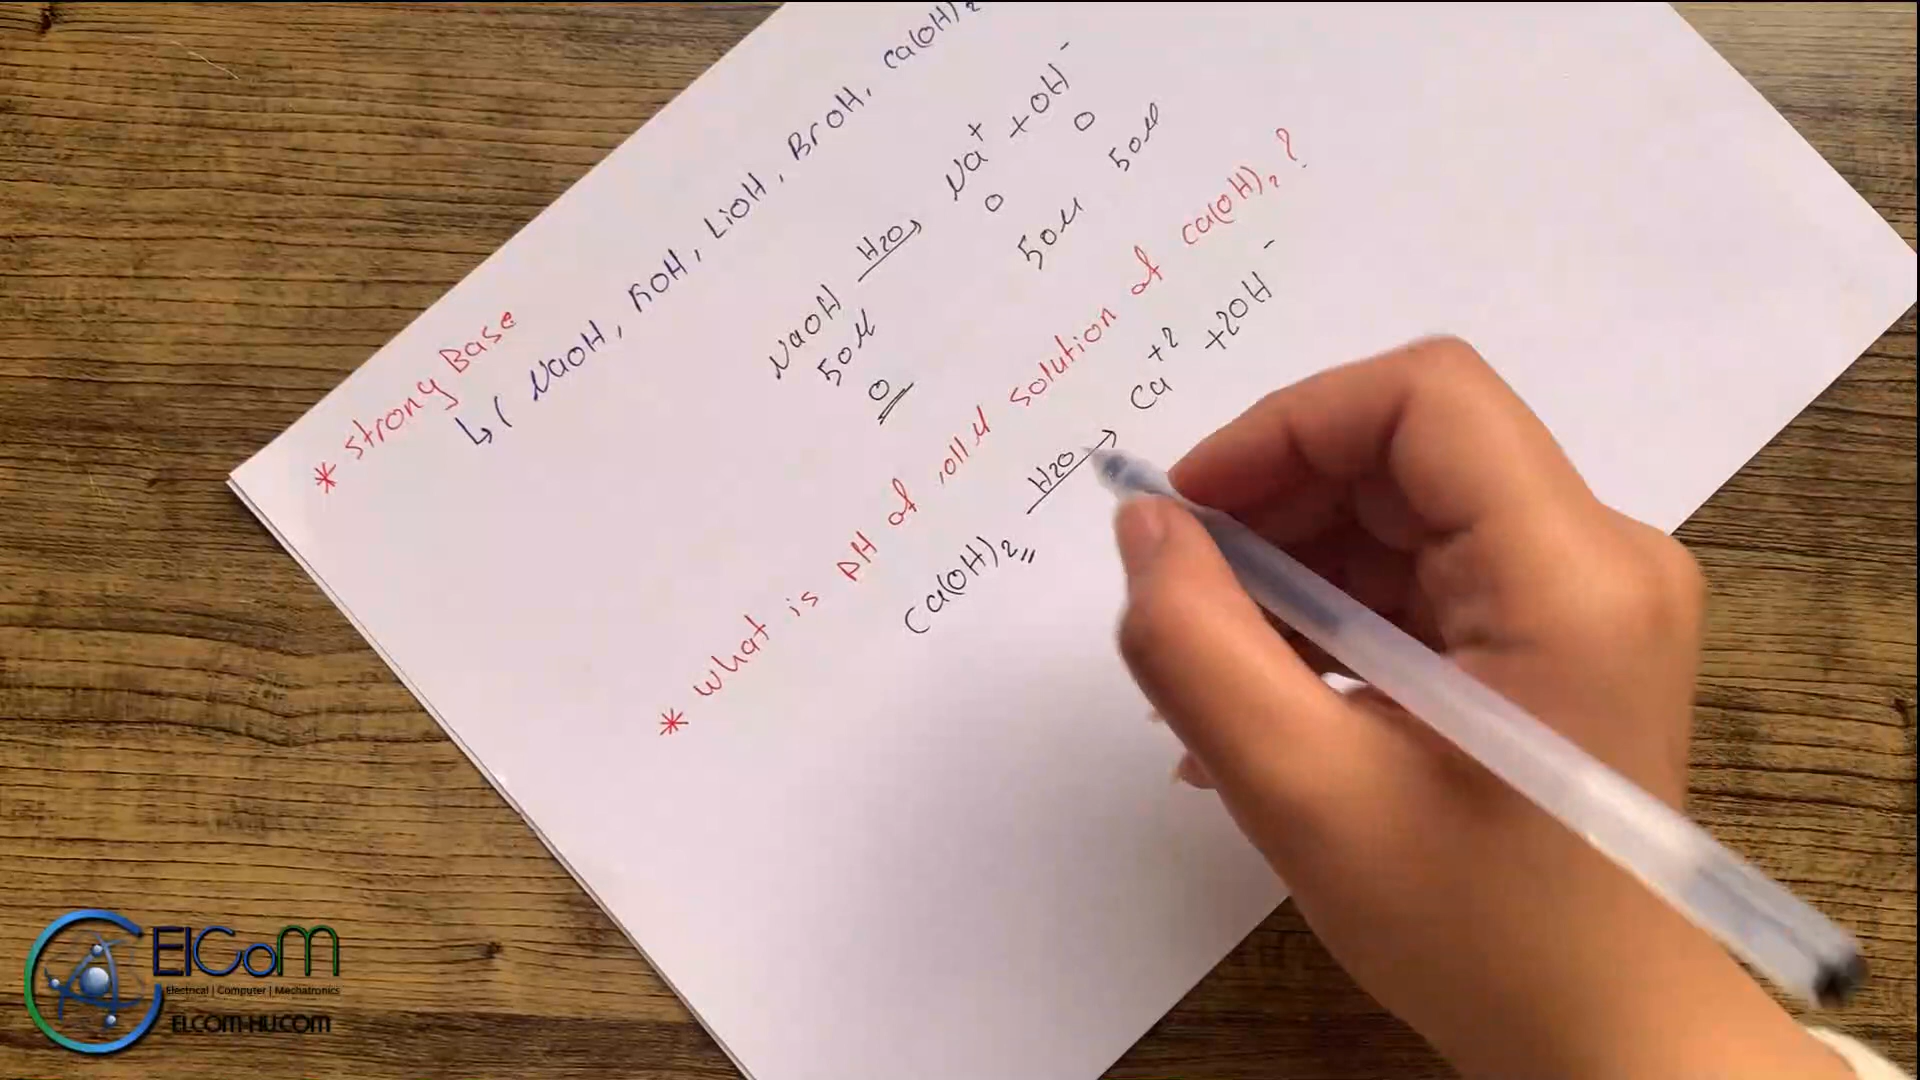 * strong Base
↳ ( NaOH, KOH, LiOH, BrOH, Ca(OH)2
NaOH H2O→ Na+ + OH-
50M 0 0
0 50M 50M
* What is PH of ,011M solution of Ca(OH)2 ?
Ca(OH)2 H2O→ Ca+2 +2OH-
ElCoM
Electrical | Computer | Mechatronics
ELCOM-HU.COM